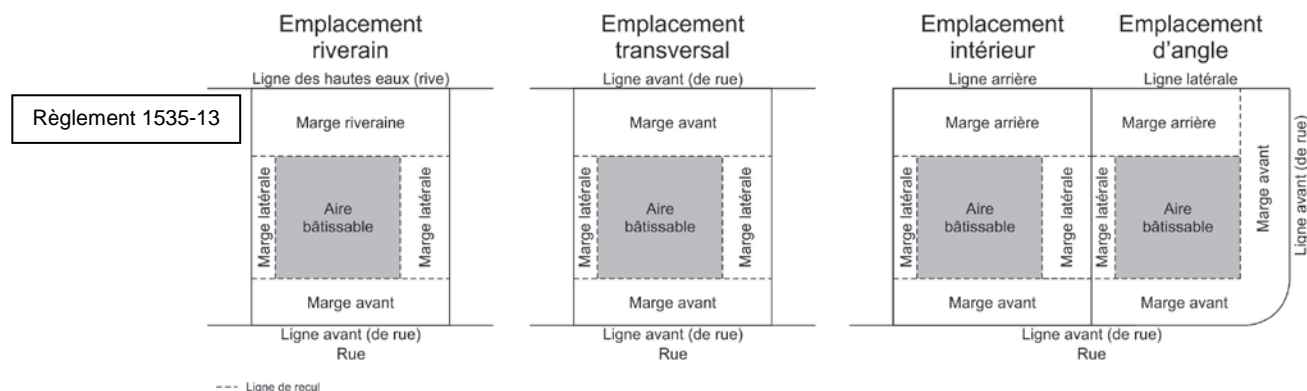 Règlement 1535-13
Emplacement
riverain
Ligne des hautes eaux (rive)
Marge riveraine
Marge latérale
Aire
bâtissable
Marge latérale
Marge avant
Ligne avant (de rue)
Rue
Emplacement
transversal
Ligne avant (de rue)
Marge avant
Marge latérale
Aire
bâtissable
Marge latérale
Marge avant
Ligne avant (de rue)
Rue
Emplacement
intérieur
Ligne arrière
Marge arrière
Marge latérale
Aire
bâtissable
Marge latérale
Marge avant
Emplacement
d'angle
Ligne latérale
Marge arrière
Marge latérale
Aire
bâtissable
Marge avant
Ligne avant (de rue)
Marge avant
Ligne avant (de rue)
Rue
--- Ligne de recul